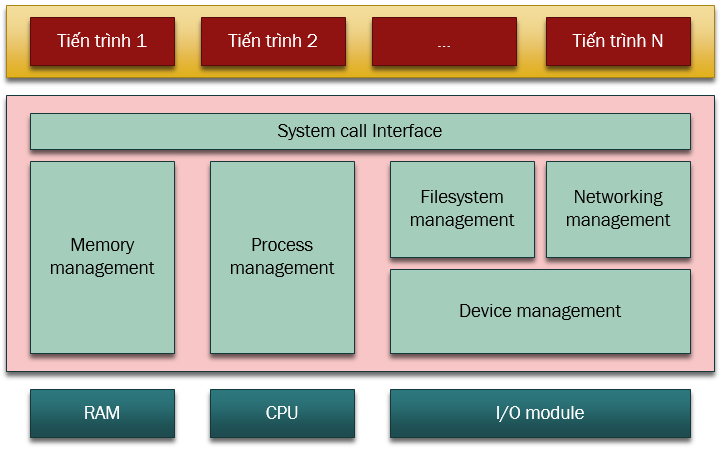 Tiến trình 1
Tiến trình 2
...
Tiến trình N
System call Interface
Memory
management
Process
management
Filesystem
management
Networking
management
Device management
RAM
CPU
I/O module